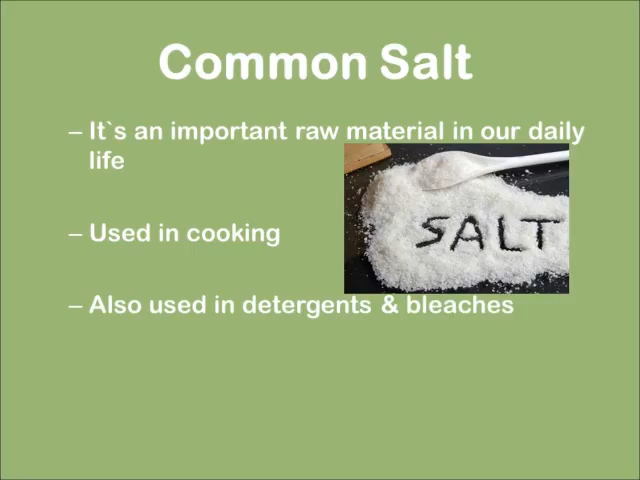 Common Salt
– It`s an important raw material in our daily
life
– Used in cooking
SALT
– Also used in detergents & bleaches